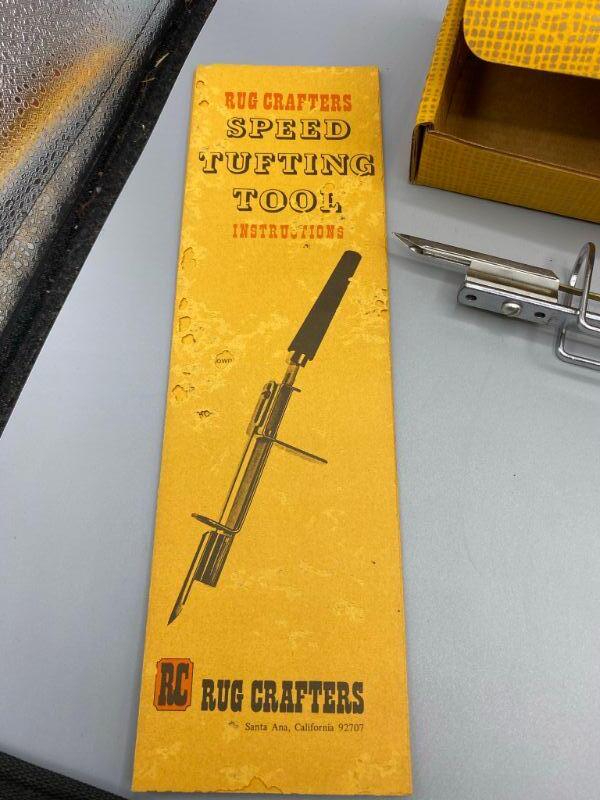 RUG CRAFTERS
SPEED
TUFTING
TOOL
INSTRUCTIONS
RC RUG CRAFTERS
Santa Ana, California 92707